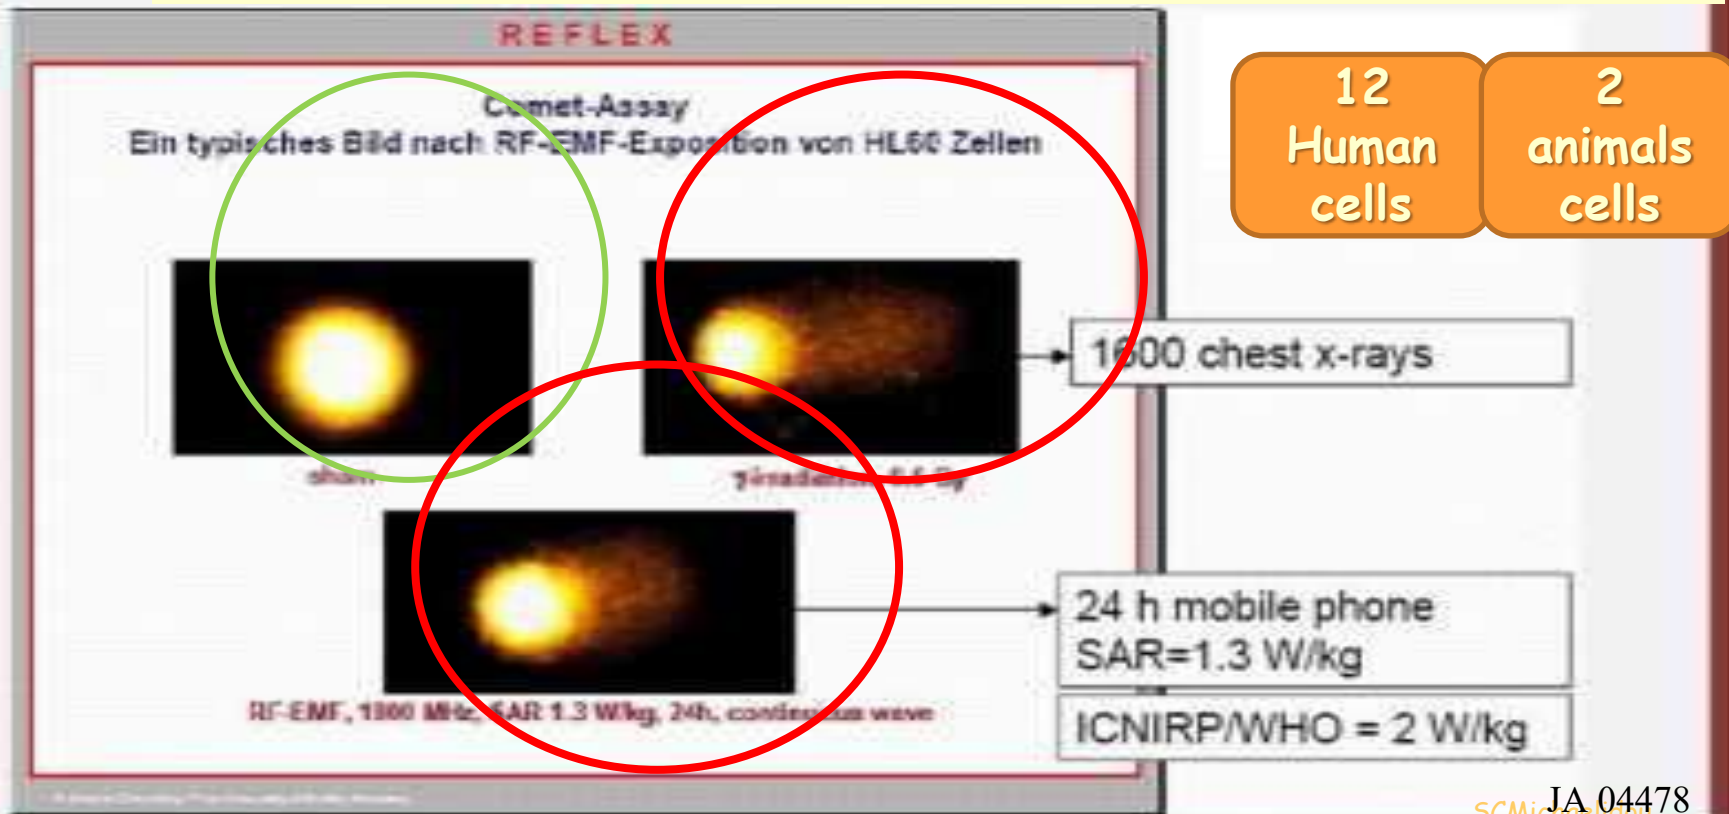 REFLEX
Comet-Assay
Ein typisches Bild nach RF-EMF-Exposition von HL60 Zellen
12
Human
cells
2
animals
cells
1600 chest x-rays
sham
RF-EMF, 1800 MHz, SAR 1.3 W/kg, 24h, continuous wave
24 h mobile phone
SAR=1.3 W/kg
ICNIRP/WHO = 2 W/kg
JA 04478